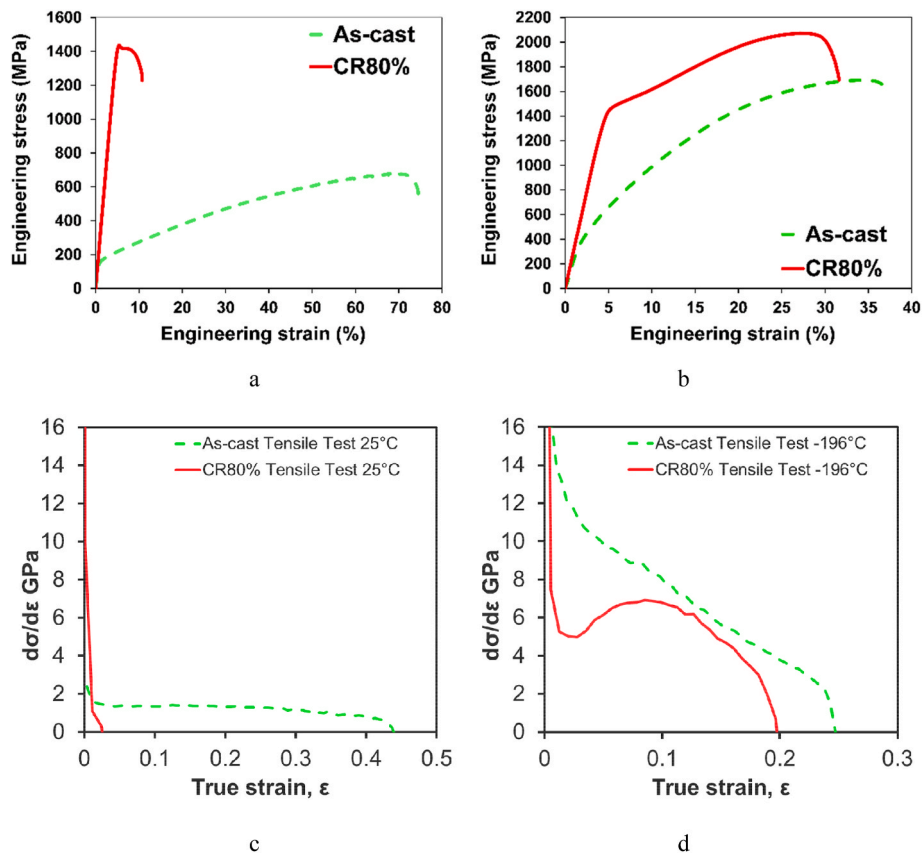 1600
1400
1200
1000
800
600
400
200
0
Engineering stress (MPa)
As-cast
CR80%
0 10 20 30 40 50 60 70 80
Engineering strain (%)
a
2200
2000
1800
1600
1400
1200
1000
800
600
400
200
0
Engineering stress (MPa)
As-cast
CR80%
0 5 10 15 20 25 30 35 40
Engineering strain (%)
b
16
14
12
10
8
6
4
2
0
dσ/dε GPa
As-cast Tensile Test 25°C
CR80% Tensile Test 25°C
0 0.1 0.2 0.3 0.4 0.5
True strain, ε
c
16
14
12
10
8
6
4
2
0
dσ/dε GPa
As-cast Tensile Test -196°C
CR80% Tensile Test -196°C
0 0.1 0.2 0.3
True strain, ε
d